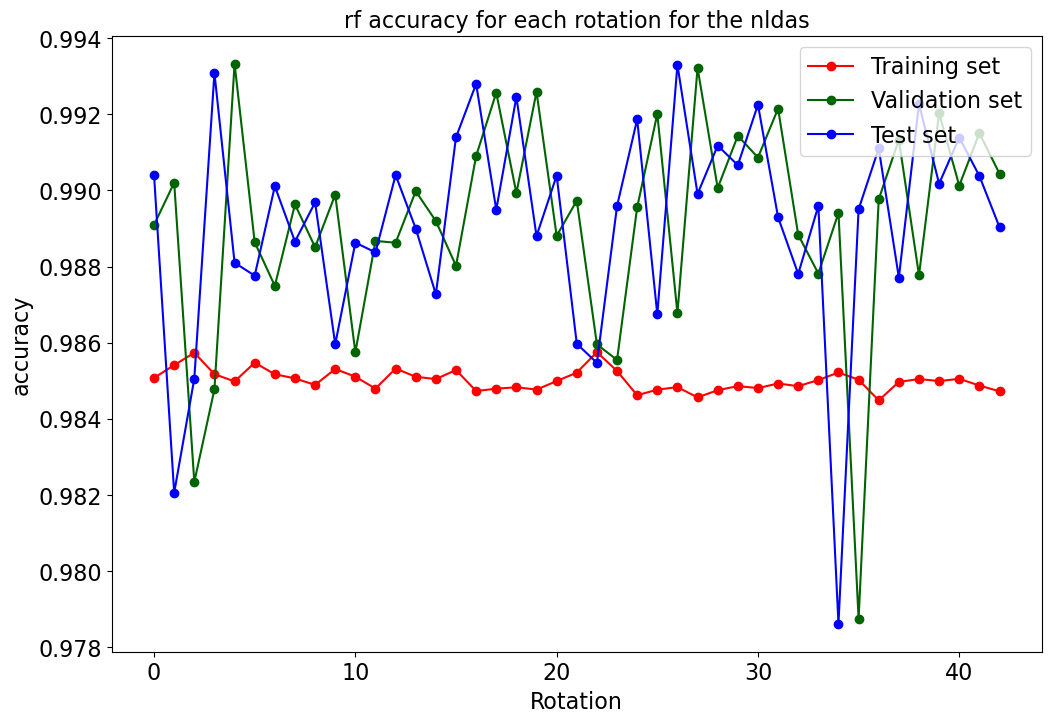 rf accuracy for each rotation for the nldas
0.994
0.992
0.990
0.988
0.986
0.984
0.982
0.980
0.978
accuracy
Training set
Validation set
Test set
0
10
20
30
40
Rotation